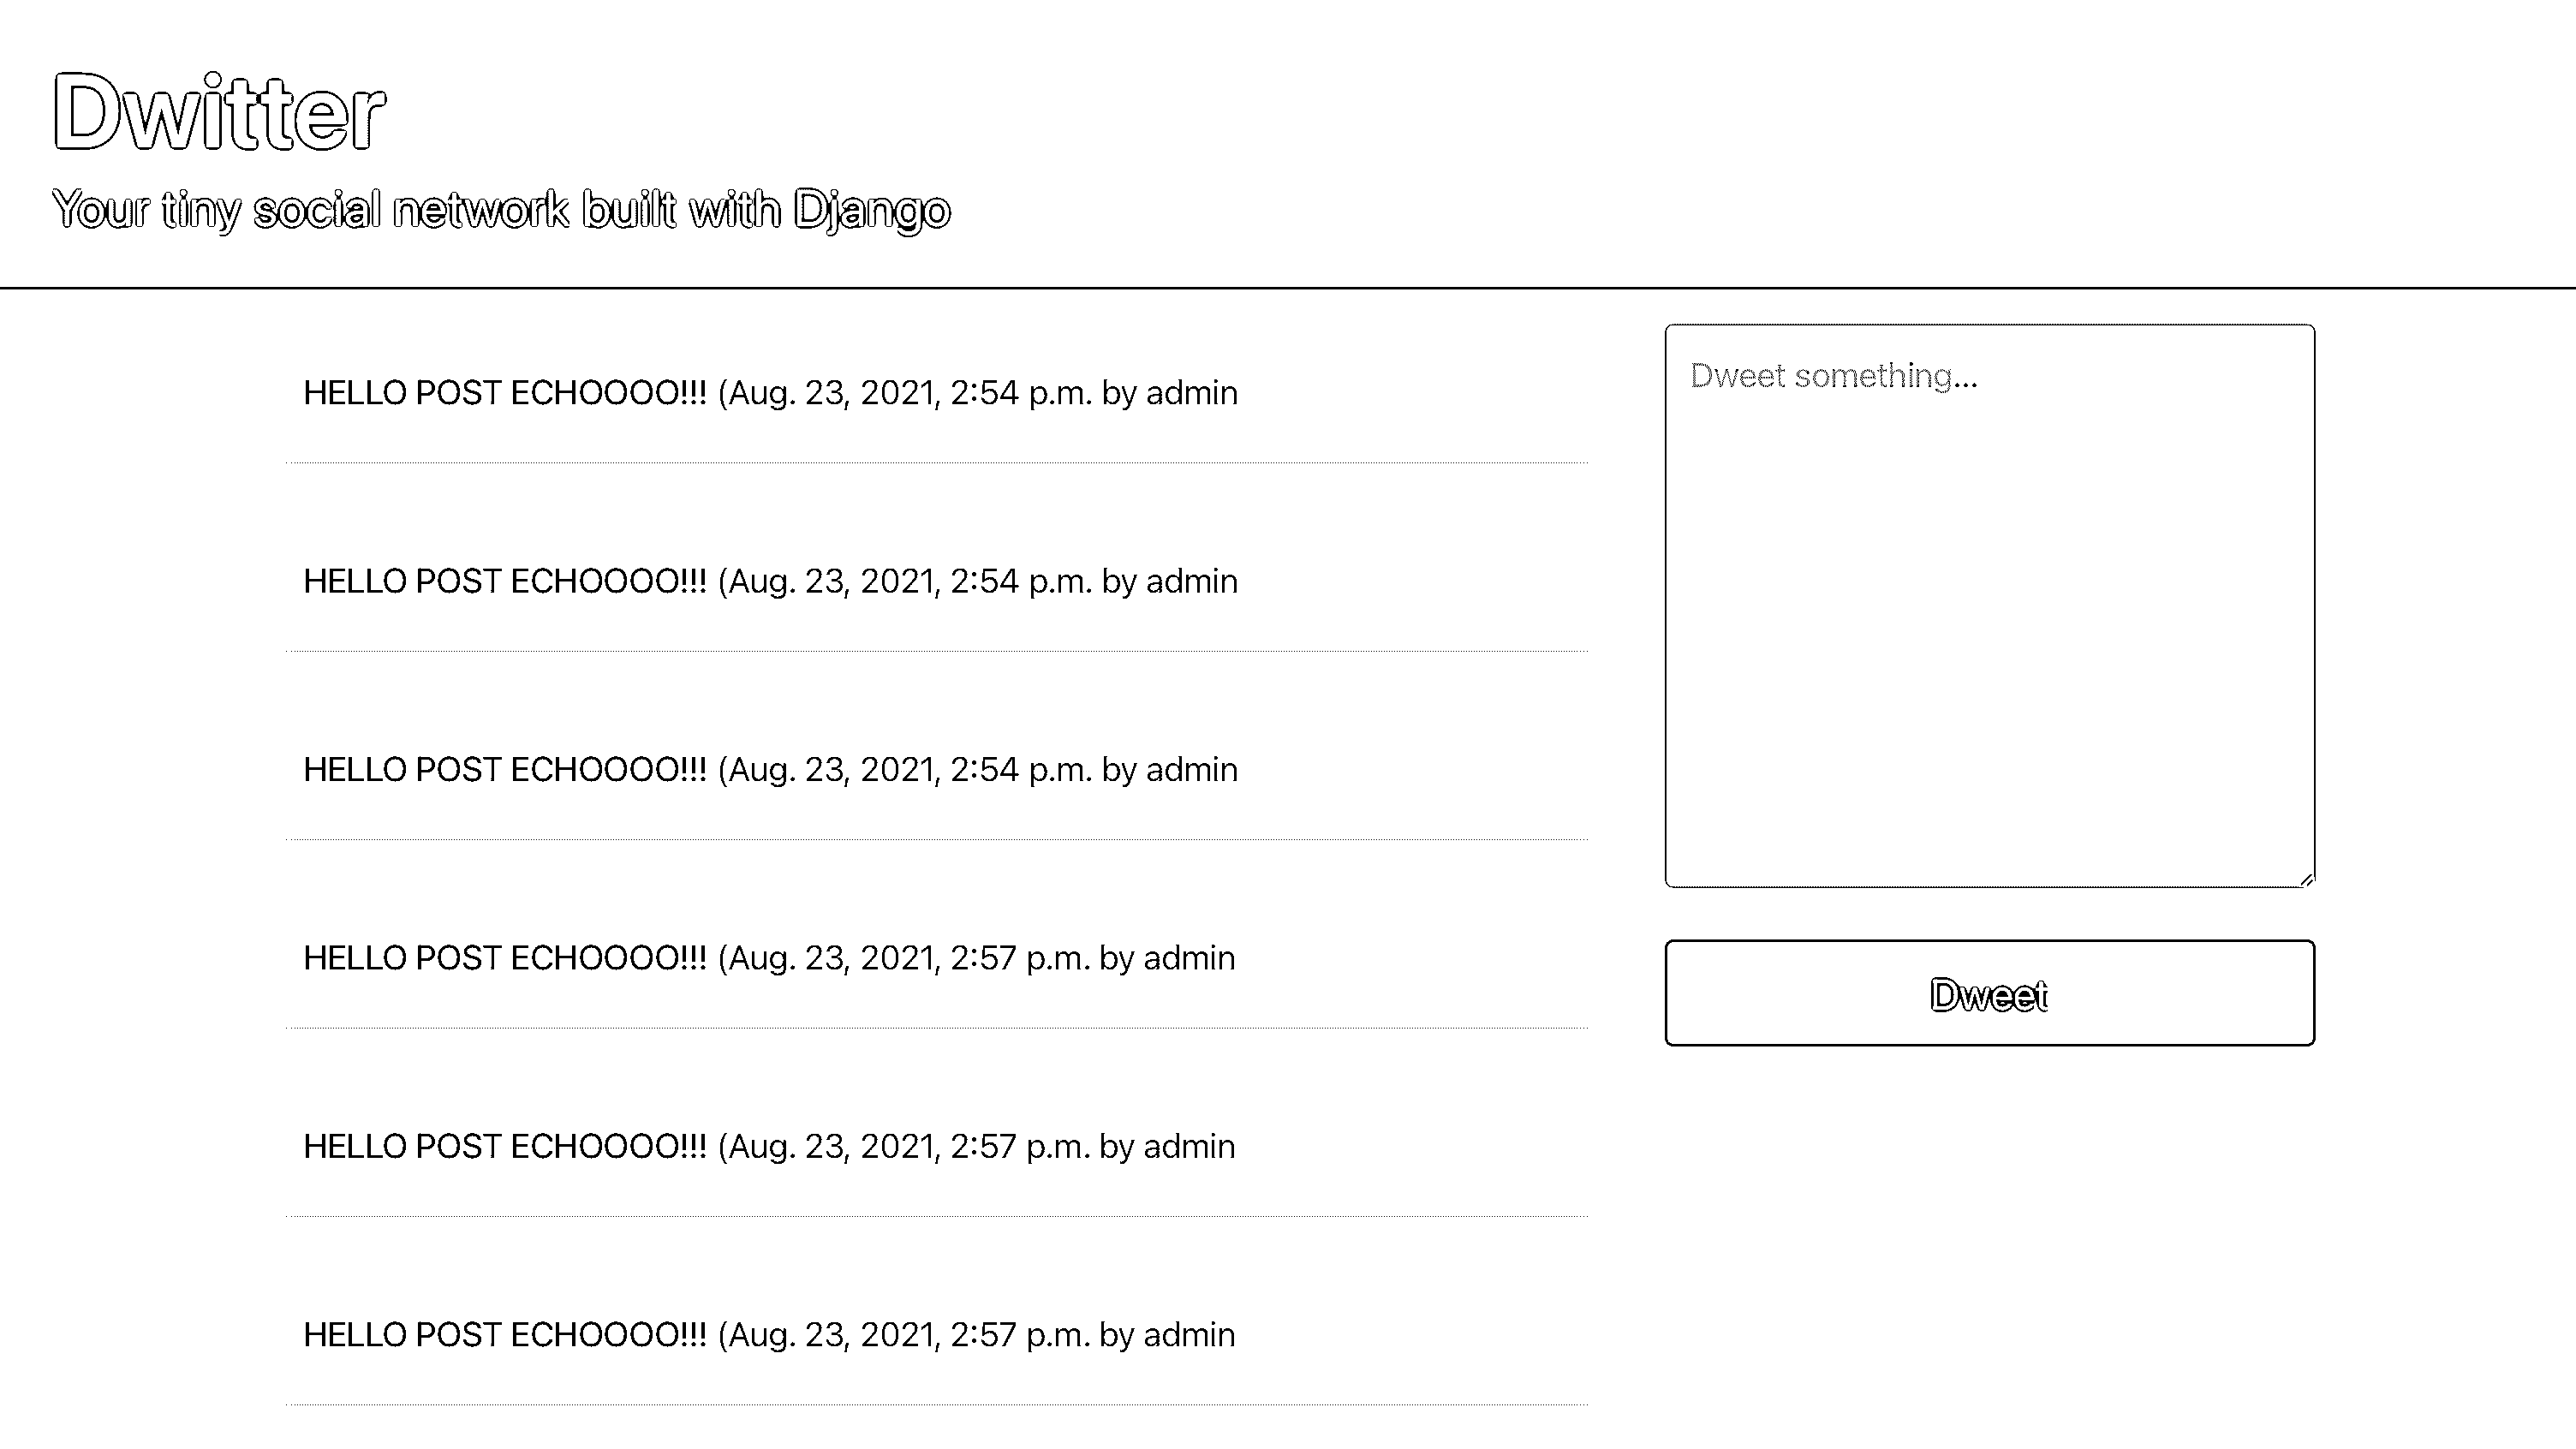 Dwitter
Your tiny social network built with Django
HELLO POST ECHOOOO!!! (Aug. 23, 2021, 2:54 p.m. by admin
HELLO POST ECHOOOO!!! (Aug. 23, 2021, 2:54 p.m. by admin
HELLO POST ECHOOOO!!! (Aug. 23, 2021, 2:54 p.m. by admin
HELLO POST ECHOOOO!!! (Aug. 23, 2021, 2:57 p.m. by admin
HELLO POST ECHOOOO!!! (Aug. 23, 2021, 2:57 p.m. by admin
HELLO POST ECHOOOO!!! (Aug. 23, 2021, 2:57 p.m. by admin
Dweet something...
Dweet